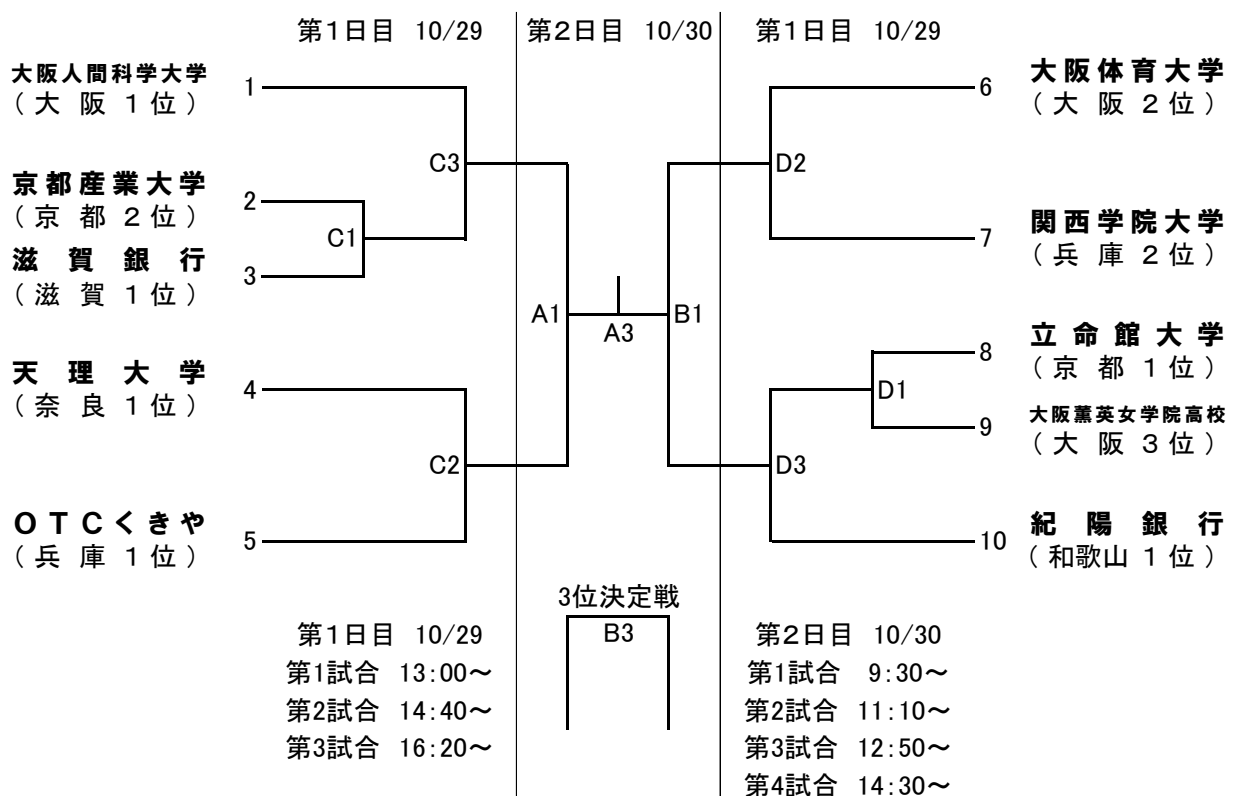 第1日目 10/29
第2日目 10/30
第1日目 10/29
大阪人間科学大学
(大阪1位)
1
京都産業大学
(京都2位)
2
滋賀銀行
(滋賀1位)
3
天理大学
(奈良1位)
4
OTCくきや
(兵庫1位)
5
C3
C1
C2
A1
A3
B1
D2
D1
D3
6
大阪体育大学
(大阪2位)
7
関西学院大学
(兵庫2位)
8
立命館大学
(京都1位)
9
大阪薫英女学院高校
(大阪3位)
10
紀陽銀行
(和歌山1位)
3位決定戦
B3
第1日目 10/29
第1試合 13:00~
第2試合 14:40~
第3試合 16:20~
第2日目 10/30
第1試合 9:30~
第2試合 11:10~
第3試合 12:50~
第4試合 14:30~